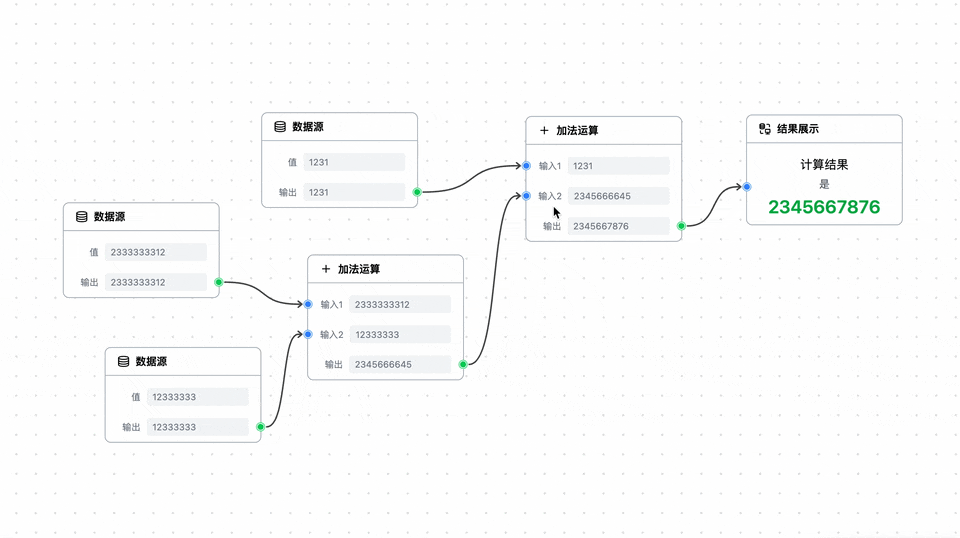 数据源
值 1231
输出 1231
数据源
值 2333333312
输出 2333333312
数据源
值 12333333
输出 12333333
加法运算
输入1 2333333312
输入2 12333333
输出 2345666645
加法运算
输入1 1231
输入2 2345666645
输出 2345667876
结果展示
计算结果
是
2345667876